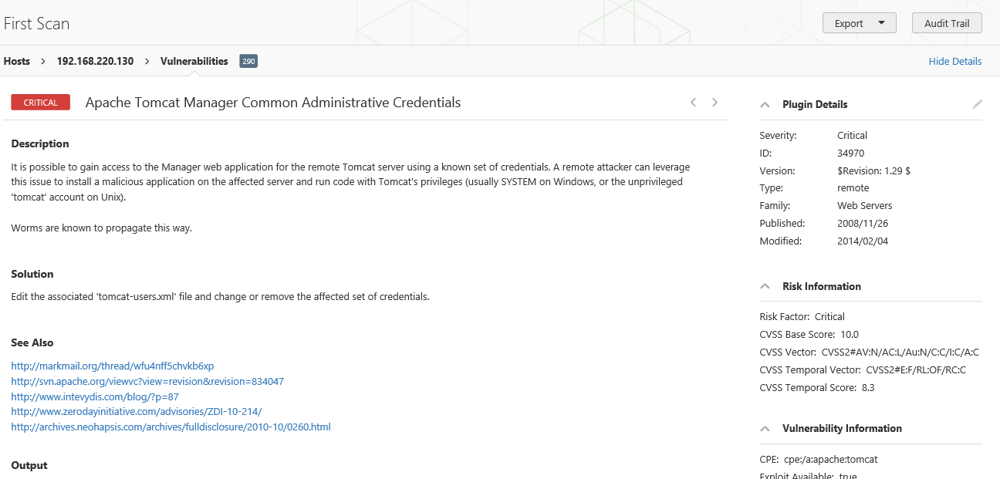 First Scan
Export
Audit Trail
Hosts > 192.168.220.130 > Vulnerabilities 290
Hide Details
CRITICAL Apache Tomcat Manager Common Administrative Credentials
Description
It is possible to gain access to the Manager web application for the remote Tomcat server using a known set of credentials. A remote attacker can leverage
this issue to install a malicious application on the affected server and run code with Tomcat's privileges (usually SYSTEM on Windows, or the unprivileged
'tomcat' account on Unix).
Worms are known to propagate this way.
Solution
Edit the associated 'tomcat-users.xml' file and change or remove the affected set of credentials.
See Also
http://markmail.org/thread/wfu4nff5chvkb6xp
http://svn.apache.org/viewvc?view=revision&revision=834047
http://www.intevydis.com/blog/?p=87
http://www.zerodayinitiative.com/advisories/ZDI-10-214/
http://archives.neohapsis.com/archives/fulldisclosure/2010-10/0260.html
Output
Plugin Details
Severity: Critical
ID: 34970
Version: $Revision: 1.29 $
Type: remote
Family: Web Servers
Published: 2008/11/26
Modified: 2014/02/04
Risk Information
Risk Factor: Critical
CVSS Base Score: 10.0
CVSS Vector: CVSS2#AV:N/AC:L/Au:N/C:C/I:C/A:C
CVSS Temporal Vector: CVSS2#E:F/RL:OF/RC:C
CVSS Temporal Score: 8.3
Vulnerability Information
CPE: cpe:/a:apache:tomcat
Exploit Available: true